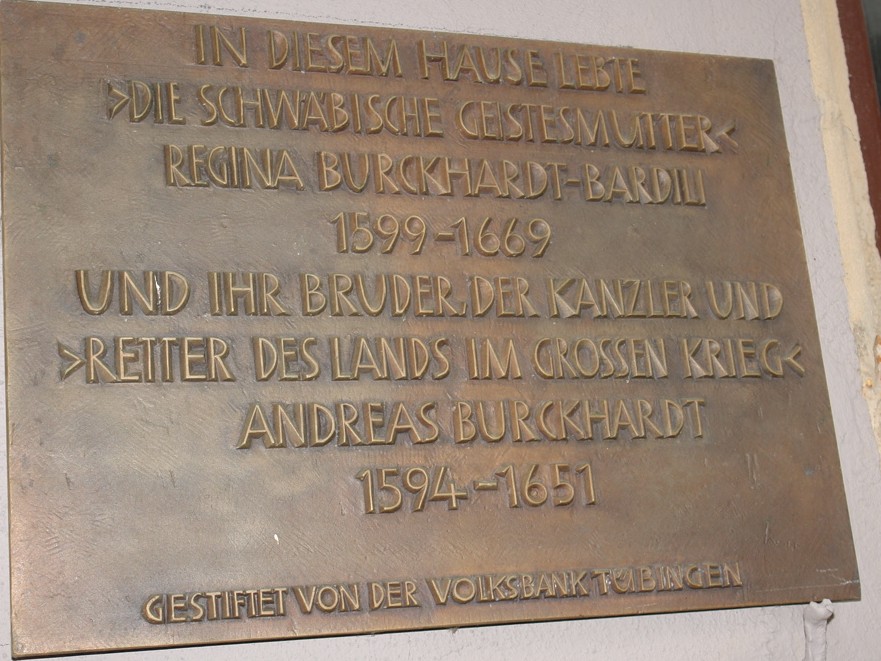 IN DIESEM HAUSE LEBTE
>DIE SCHWÄBISCHE GEISTESMUTTER<
REGINA BURCKHARDT-BARDILI
1599-1669
UND IHR BRUDER, DER KANZLER UND
>RETTER DES LANDS IM GROSSEN KRIEG<
ANDREAS BURCKHARDT
1594-1651
GESTIFTET VON DER VOLKSBANK TÜBINGEN